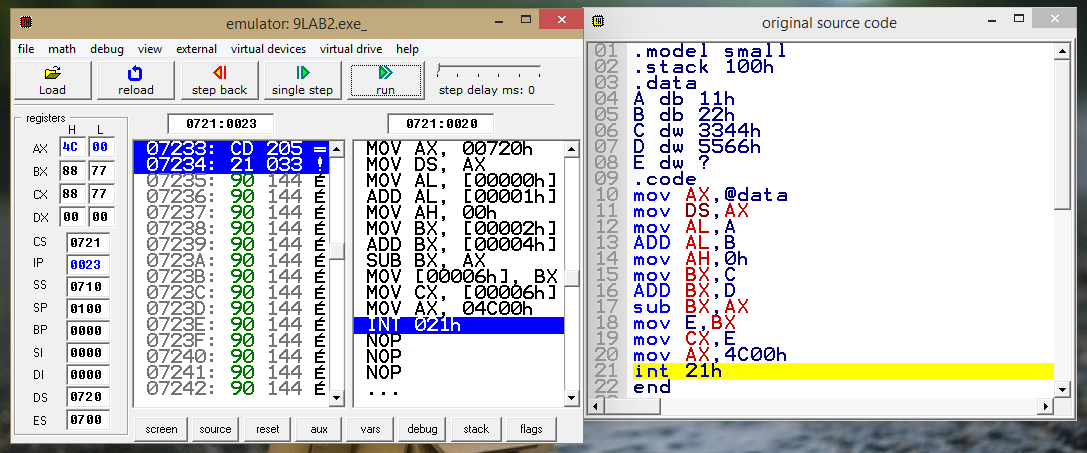 emulator: 9LAB2.exe_
file math debug view external virtual devices virtual drive help
Load reload step back single step run step delay ms: 0
registers
H L
AX 4C 00
BX 88 77
CX 88 77
DX 00 00
CS 0721
IP 0023
SS 0710
SP 0100
BP 0000
SI 0000
DI 0000
DS 0720
ES 0700
0721:0023
07233: CD 205 =
07234: 21 033 !
07235: 90 144 É
07236: 90 144 É
07237: 90 144 É
07238: 90 144 É
07239: 90 144 É
0723A: 90 144 É
0723B: 90 144 É
0723C: 90 144 É
0723D: 90 144 É
0723E: 90 144 É
0723F: 90 144 É
07240: 90 144 É
07241: 90 144 É
07242: 90 144 É
0721:0020
MOV AX, 00720h
MOV DS, AX
MOV AL, [00000h]
ADD AL, [00001h]
MOV AH, 00h
MOV BX, [00002h]
ADD BX, [00004h]
SUB BX, AX
MOV [00006h], BX
MOV CX, [00006h]
MOV AX, 04C00h
INT 021h
NOP
NOP
NOP
...
screen source reset aux vars debug stack flags
original source code
01 .model small
02 .stack 100h
03 .data
04 A db 11h
05 B db 22h
06 C dw 3344h
07 D dw 5566h
08 E dw ?
09 .code
10 mov AX,@data
11 mov DS,AX
12 mov AL,A
13 ADD AL,B
14 mov AH,0h
15 mov BX,C
16 ADD BX,D
17 sub BX,AX
18 mov E,BX
19 mov CX,E
20 mov AX,4C00h
21 int 21h
22 end